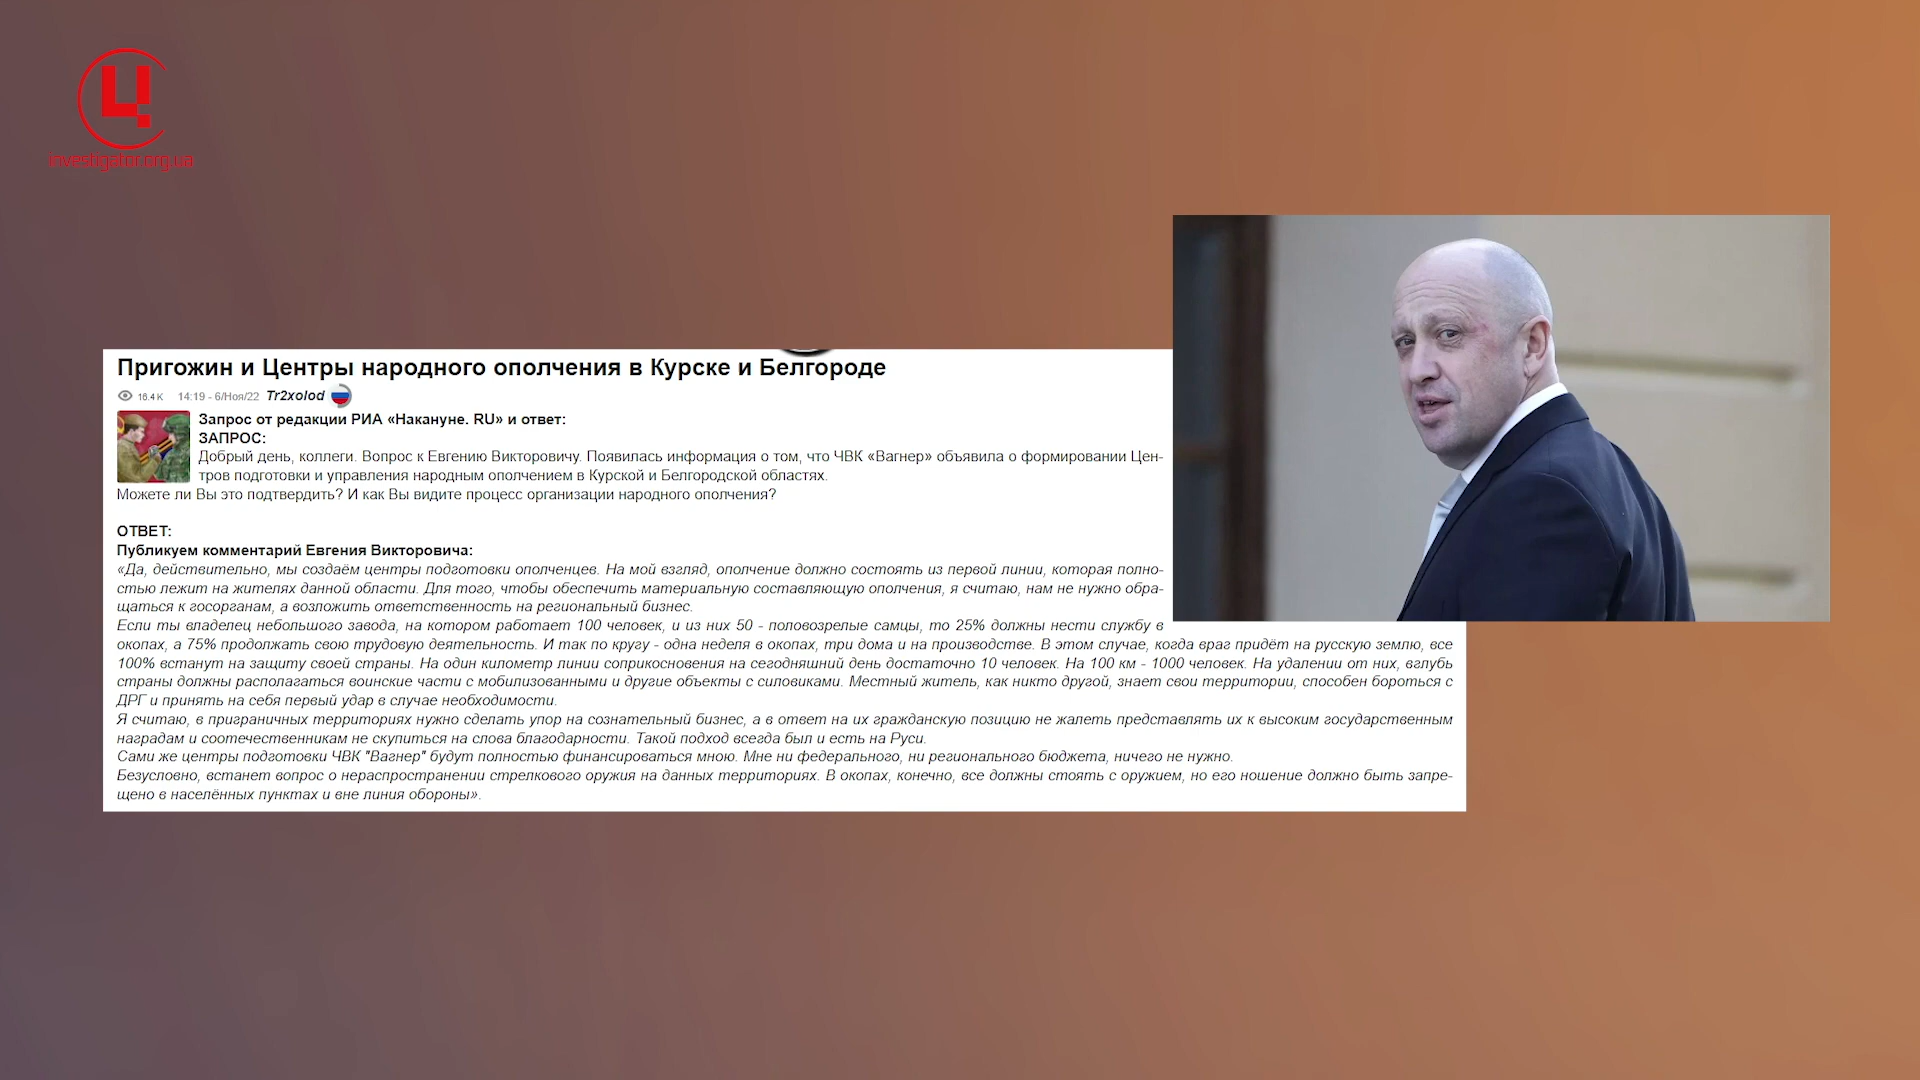 Ц
investigator.org.ua
Пригожин и Центры народного ополчения в Курске и Белгороде
16.4 K 14:19 - 6/Ноя/22 Tr2xolod
Запрос от редакции РИА «Накануне. RU» и ответ:
ЗАПРОС:
Добрый день, коллеги. Вопрос к Евгению Викторовичу. Появилась информация о том, что ЧВК «Вагнер» объявила о формировании Цен-
тров подготовки и управления народным ополчением в Курской и Белгородской областях.
Можете ли Вы это подтвердить? И как Вы видите процесс организации народного ополчения?
ОТВЕТ:
Публикуем комментарий Евгения Викторовича:
«Да, действительно, мы создаём центры подготовки ополченцев. На мой взгляд, ополчение должно состоять из первой линии, которая полно-
стью лежит на жителях данной области. Для того, чтобы обеспечить материальную составляющую ополчения, я считаю, нам не нужно обра-
щаться к госорганам, а возложить ответственность на региональный бизнес.
Если ты владелец небольшого завода, на котором работает 100 человек, и из них 50 - половозрелые самцы, то 25% должны нести службу в
окопах, а 75% продолжать свою трудовую деятельность. И так по кругу - одна неделя в окопах, три дома и на производстве. В этом случае, когда враг придёт на русскую землю, все
100% встанут на защиту своей страны. На один километр линии соприкосновения на сегодняшний день достаточно 10 человек. На 100 км - 1000 человек. На удалении от них, вглубь
страны должны располагаться воинские части с мобилизованными и другие объекты с силовиками. Местный житель, как никто другой, знает свои территории, способен бороться с
ДРГ и принять на себя первый удар в случае необходимости.
Я считаю, в приграничных территориях нужно сделать упор на сознательный бизнес, а в ответ на их гражданскую позицию не жалеть представлять их к высоким государственным
наградам и соотечественникам не скупиться на слова благодарности. Такой подход всегда был и есть на Руси.
Сами же центры подготовки ЧВК "Вагнер" будут полностью финансироваться мною. Мне ни федерального, ни регионального бюджета, ничего не нужно.
Безусловно, встанет вопрос о нераспространении стрелкового оружия на данных территориях. В окопах, конечно, все должны стоять с оружием, но его ношение должно быть запре-
щено в населённых пунктах и вне линия обороны».